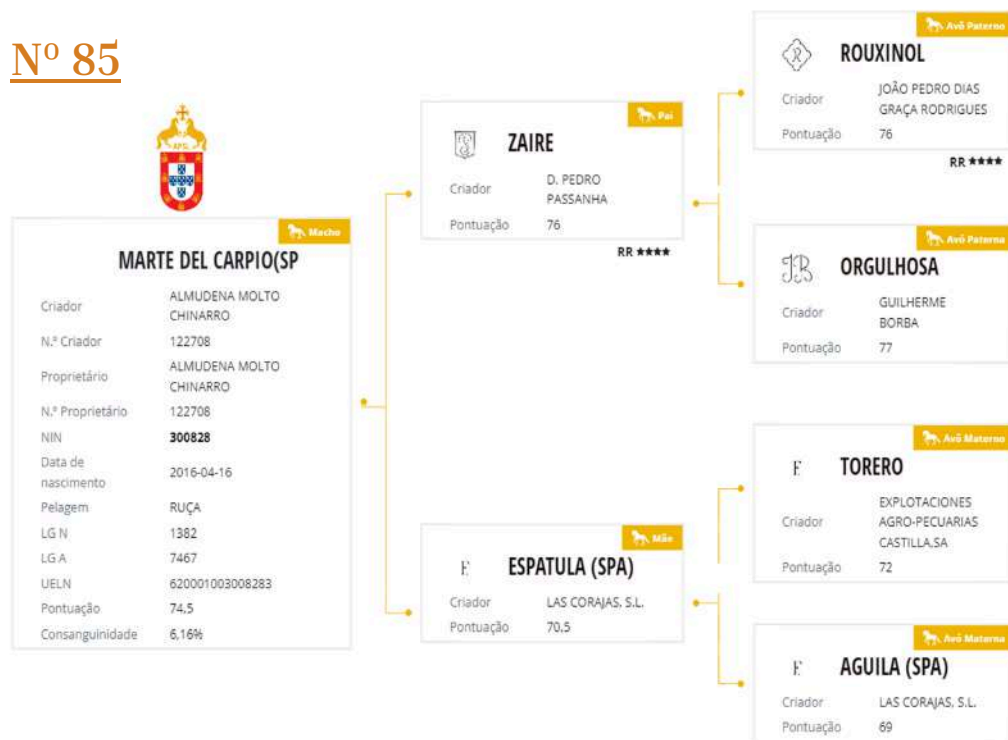 Nº 85
APSL
Macho
MARTE DEL CARPIO(SP
Criador ALMUDENA MOLTO
CHINARRO
N.º Criador 122708
Proprietário ALMUDENA MOLTO
CHINARRO
N.º Proprietário 122708
NIN 300828
Data de
nascimento 2016-04-16
Pelagem RUÇA
LG N 1382
LG A 7467
UELN 620001003008283
Pontuação 74,5
Consanguinidade 6,16%
Pai
ZAIRE
Criador D. PEDRO
PASSANHA
Pontuação 76
RR ★★★★
Mãe
E ESPATULA (SPA)
Criador LAS CORAJAS, S.L.
Pontuação 70,5
Avô Paterno
R ROUXINOL
Criador JOÃO PEDRO DIAS
GRAÇA RODRIGUES
Pontuação 76
RR ★★★★
Avó Paterna
ORGULHOSA
Criador GUILHERME
BORBA
Pontuação 77
Avô Materno
E TORERO
Criador EXPLOTACIONES
AGRO-PECUARIAS
CASTILLA,SA
Pontuação 72
Avó Materna
E AGUILA (SPA)
Criador LAS CORAJAS, S.L.
Pontuação 69